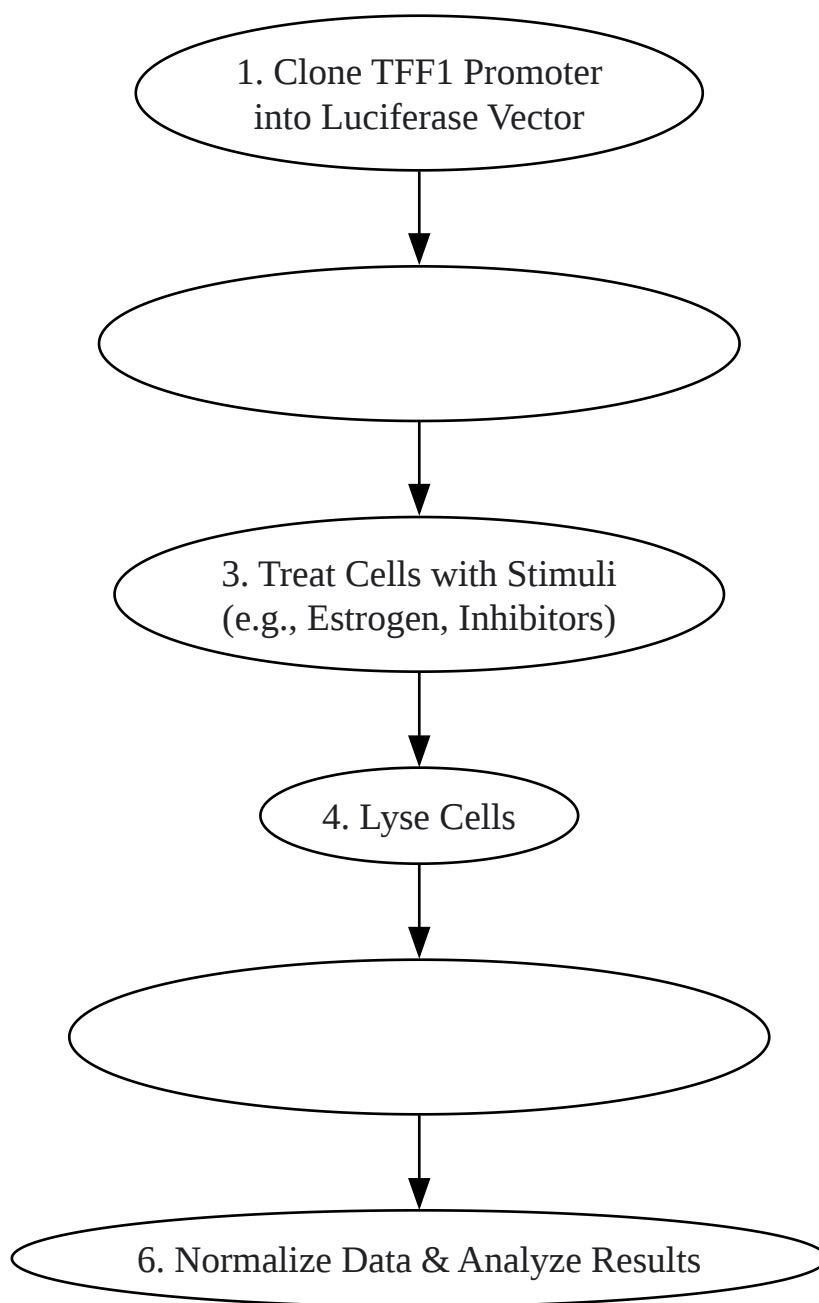 1. Clone TFF1 Promoter
into Luciferase Vector
3. Treat Cells with Stimuli
(e.g., Estrogen, Inhibitors)
4. Lyse Cells
6. Normalize Data & Analyze Results